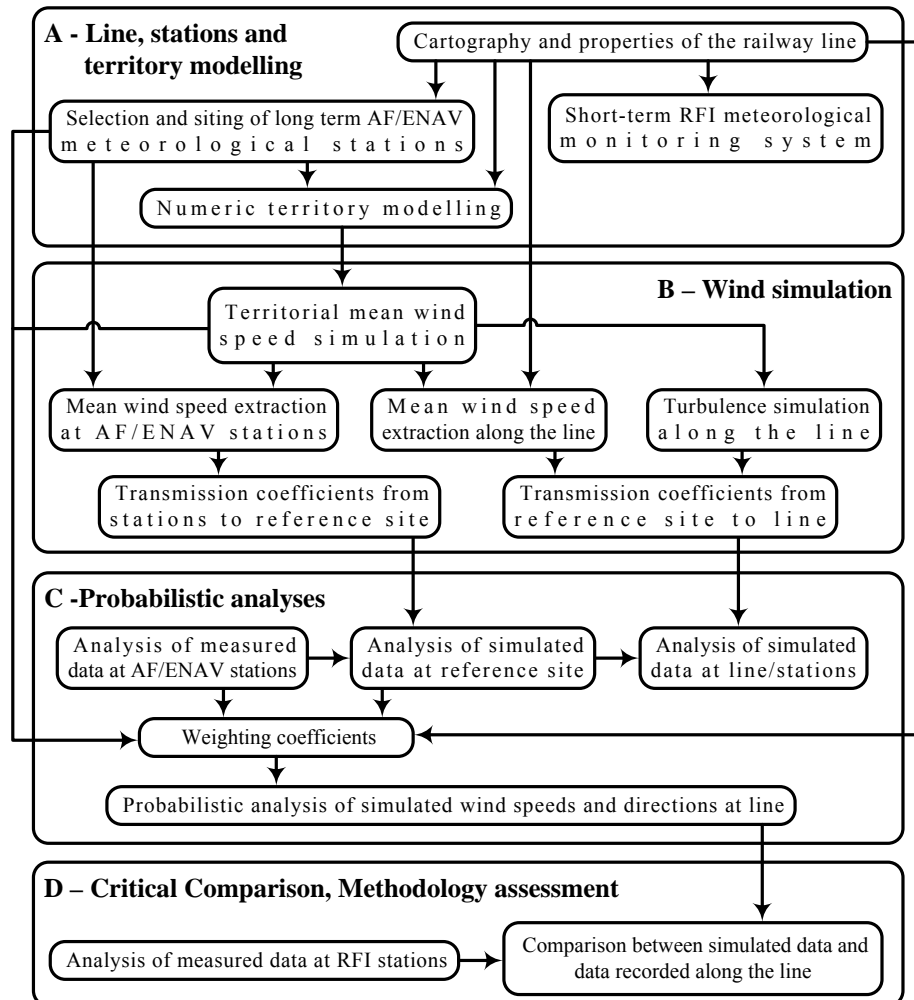 A - Line, stations and
territory modelling
Cartography and properties of the railway line
Selection and siting of long term AF/ENAV
meteorological stations
Short-term RFI meteorological
monitoring system
Numeric territory modelling
B – Wind simulation
Territorial mean wind
speed simulation
Mean wind speed extraction
at AF/ENAV stations
Mean wind speed
extraction along the line
Turbulence simulation
along the line
Transmission coefficients from
stations to reference site
Transmission coefficients from
reference site to line
C -Probabilistic analyses
Analysis of measured
data at AF/ENAV stations
Analysis of simulated
data at reference site
Analysis of simulated
data at line/stations
Weighting coefficients
Probabilistic analysis of simulated wind speeds and directions at line
D – Critical Comparison, Methodology assessment
Analysis of measured data at RFI stations
Comparison between simulated data and
data recorded along the line